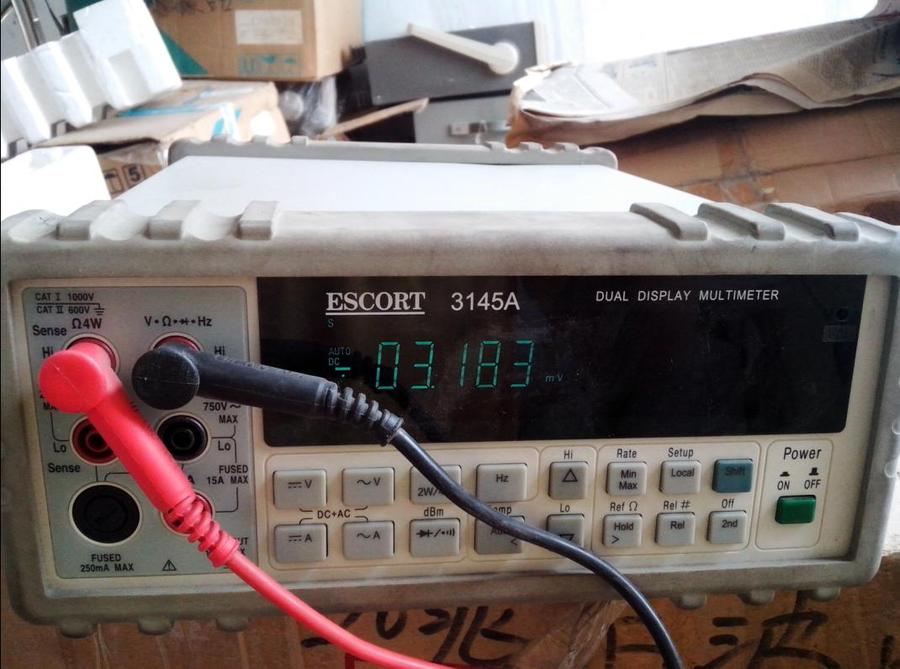 ESCORT 3145A DUAL DISPLAY MULTIMETER
S
AUTO
DC
03.183 mV
CAT I 1000V
CAT II 600V
Sense Ω4W
Hi
Hi
750V~
MAX
Lo
Lo
Sense
FUSED
15A MAX
FUSED
250mA MAX
Hi
Rate
Setup
Power
V
~V
2W/
Hz
Min
Max
Local
Shift
ON
OFF
DC+AC
dBm
Lo
Ref Ω
Rel #
Off
A
~A
Hold
>
Rel
2nd
5